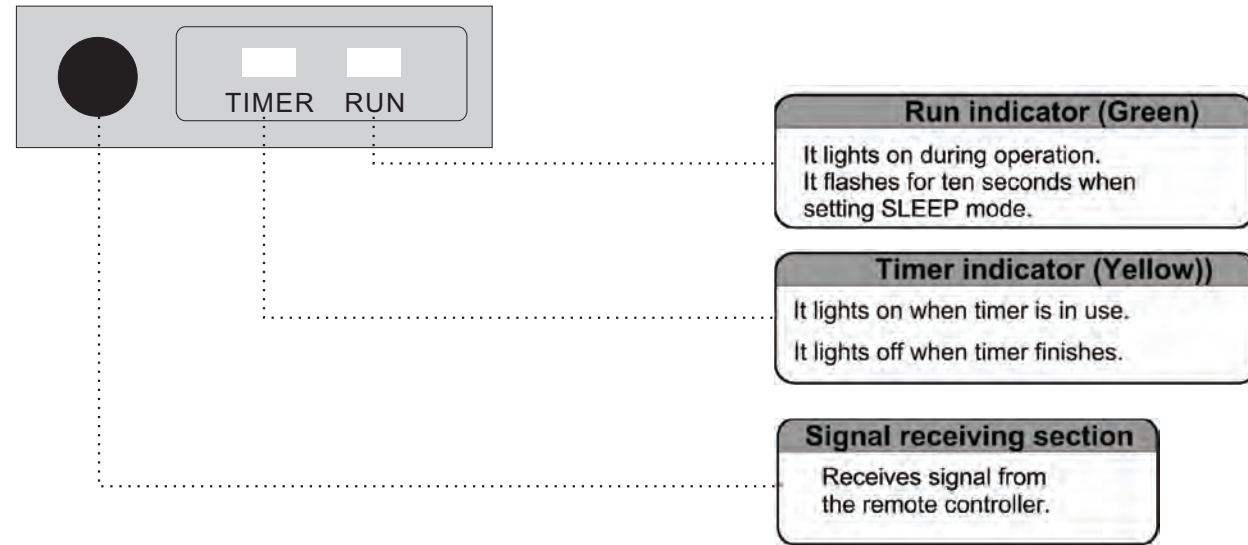 TIMER RUN
Run indicator (Green)
It lights on during operation.
It flashes for ten seconds when
setting SLEEP mode.
Timer indicator (Yellow))
It lights on when timer is in use.
It lights off when timer finishes.
Signal receiving section
Receives signal from
the remote controller.